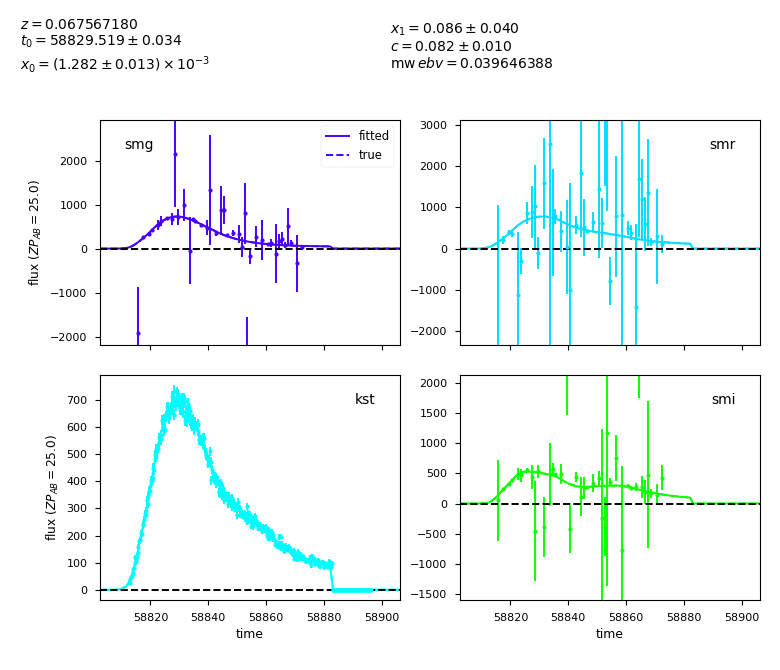 z = 0.067567180
t₀ = 58829.519 ± 0.034
x₀ = (1.282 ± 0.013) × 10⁻³
x₁ = 0.086 ± 0.040
c = 0.082 ± 0.010
mw ebv = 0.039646388
smg
fitted
true
2000
1000
0
−1000
−2000
flux (ZP_AB = 25.0)
smr
3000
2000
1000
0
−1000
−2000
kst
700
600
500
400
300
200
100
0
flux (ZP_AB = 25.0)
58820 58840 58860 58880 58900
time
smi
2000
1500
1000
500
0
−500
−1000
−1500
58820 58840 58860 58880 58900
time